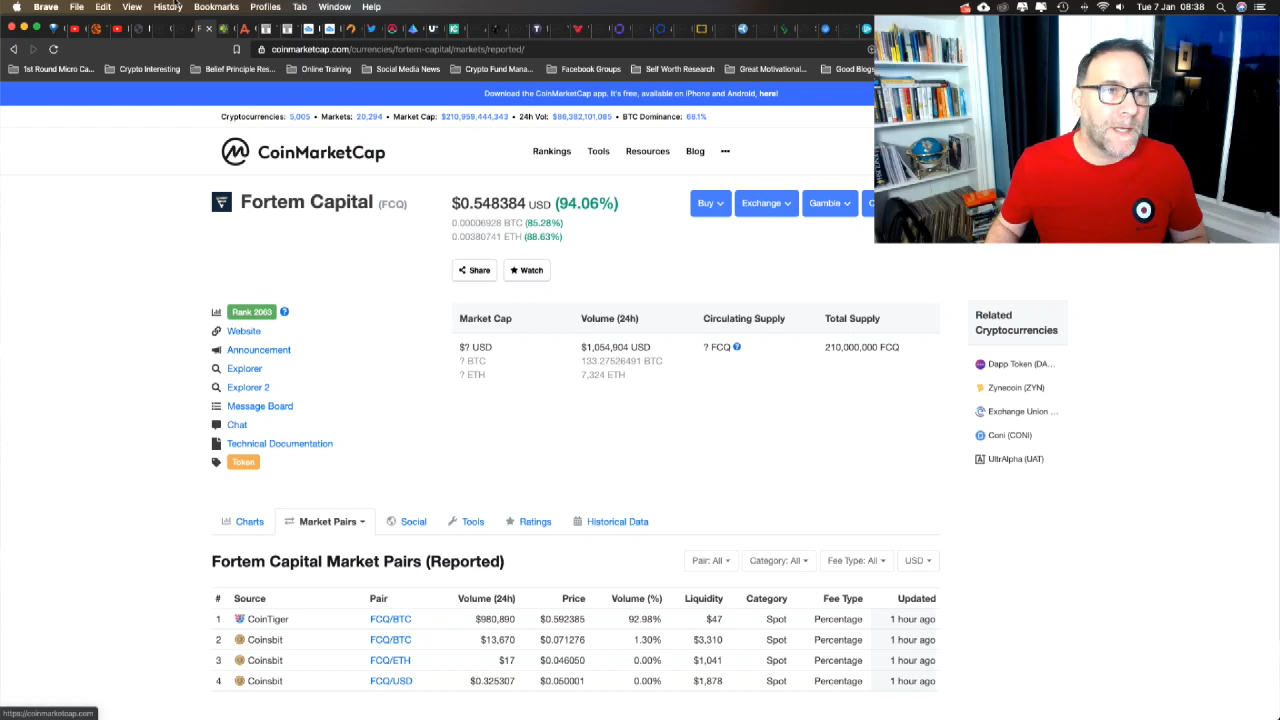 Brave File Edit View History Bookmarks Help
Tue 7 Jan 08:38
coinmarketcap.com/currencies/fortem-capital/markets/reported/
1st Round Micro Ca... Crypto Interesting Belief Principle Res... Online Training Social Media News Crypto Fund Mana... Facebook Groups Self Worth Research Great Motivational... Good Blogs
Download the CoinMarketCap app. It's free, available on iPhone and Android, here!
Cryptocurrencies: 5,005 • Markets: 20,294 • Market Cap: $210,959,444,343 • 24h Vol: $86,382,101,085 • BTC Dominance: 68.1%
CoinMarketCap
Rankings Tools Resources Blog
Fortem Capital (FCQ)
$0.548384 USD (94.06%)
0.00006928 BTC (85.28%)
0.00380741 ETH (88.63%)
Buy Exchange Gamble
Share Watch
Rank 2063
Website
Announcement
Explorer
Explorer 2
Message Board
Chat
Technical Documentation
Token
Market Cap Volume (24h) Circulating Supply Total Supply
$? USD $1,054,904 USD ? FCQ 210,000,000 FCQ
? BTC 133.27526491 BTC
? ETH 7,324 ETH
Related
Cryptocurrencies
Dapp Token (DA...
Zynecoin (ZYN)
Exchange Union ...
Coni (CONI)
UltrAlpha (UAT)
Charts Market Pairs Social Tools Ratings Historical Data
Fortem Capital Market Pairs (Reported)
Pair: All Category: All Fee Type: All USD
# Source Pair Volume (24h) Price Volume (%) Liquidity Category Fee Type Updated
1 CoinTiger FCQ/BTC $980,890 $0.592385 92.98% $47 Spot Percentage 1 hour ago
2 Coinsbit FCQ/BTC $13,670 $0.071276 1.30% $3,310 Spot Percentage 1 hour ago
3 Coinsbit FCQ/ETH $17 $0.046050 0.00% $1,041 Spot Percentage 1 hour ago
4 Coinsbit FCQ/USD $0.325307 $0.050001 0.00% $1,878 Spot Percentage 1 hour ago
https://coinmarketcap.com